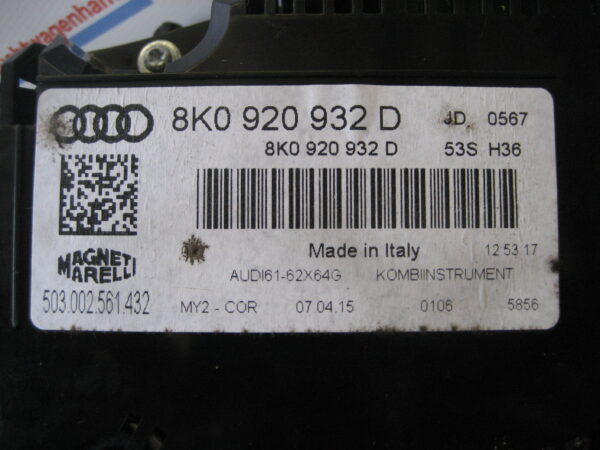 8K0 920 932 D JD 0567
8K0 920 932 D 53S H36
Made in Italy 12 53.17
MAGNETI MARELLI
AUDI61-62X64G KOMBIINSTRUMENT
503.002.561.432
MY2 - COR 07.04.15 0106 5856